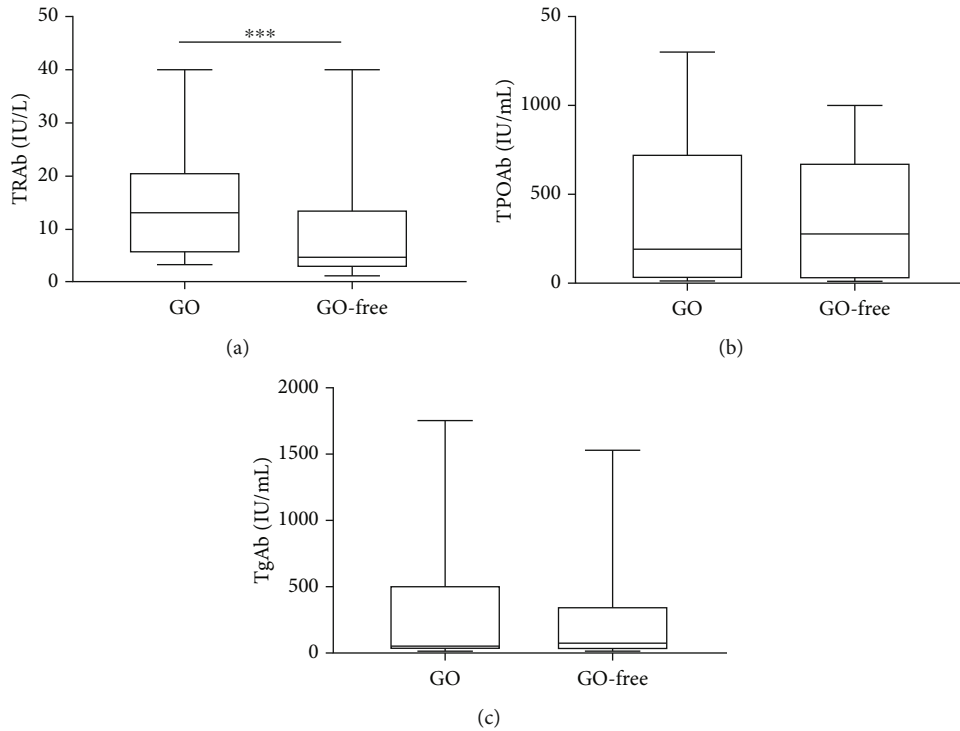 50
40
30
20
10
0
TRAb (IU/L)
***
GO
GO-free
(a)
50
1000
500
0
TPOAb (IU/mL)
GO
GO-free
(b)
2000
1500
1000
500
0
TgAb (IU/mL)
GO
GO-free
(c)